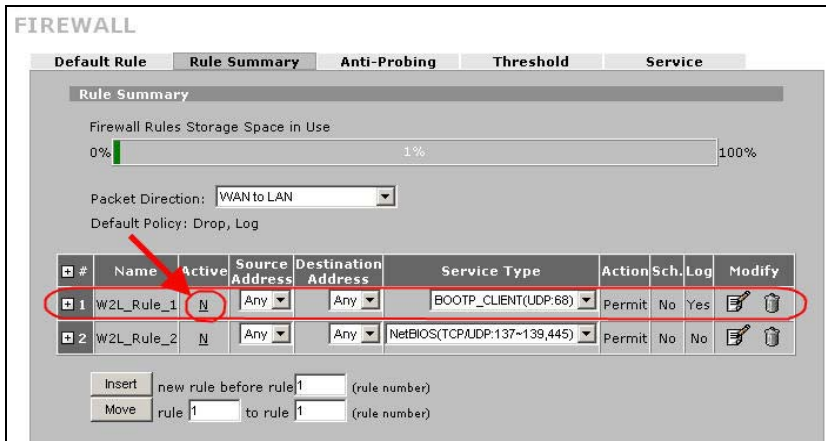 FIREWALL
Default Rule Rule Summary Anti-Probing Threshold Service
Rule Summary
Firewall Rules Storage Space in Use
0% 1% 100%
Packet Direction: WAN to LAN
Default Policy: Drop, Log
# Name Active Source Address Destination Address Service Type Action Sch. Log Modify
1 W2L_Rule_1 N Any Any BOOTP_CLIENT(UDP:68) Permit No Yes
2 W2L_Rule_2 N Any Any NetBIOS(TCP/UDP:137~139,445) Permit No No
Insert new rule before rule 1 (rule number)
Move rule 1 to rule 1 (rule number)